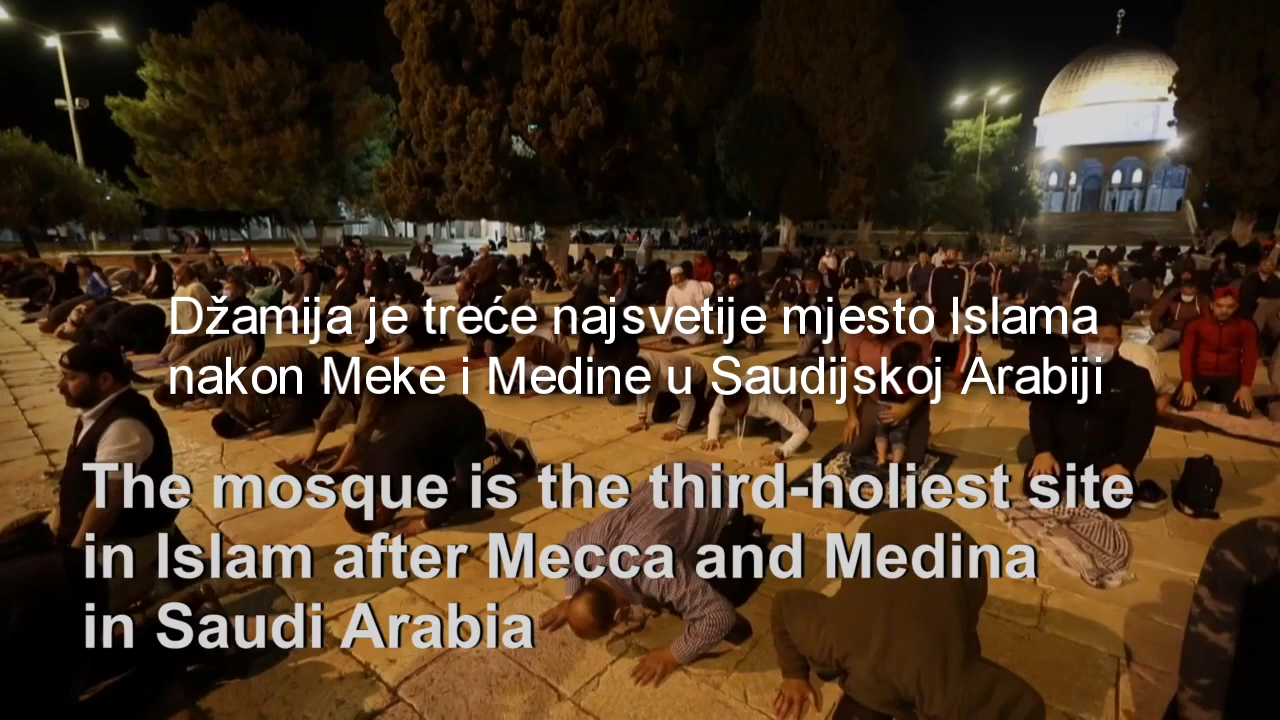 Džamija je treće najsvetije mjesto Islama
nakon Meke i Medine u Saudijskoj Arabiji
The mosque is the third-holiest site
in Islam after Mecca and Medina
in Saudi Arabia